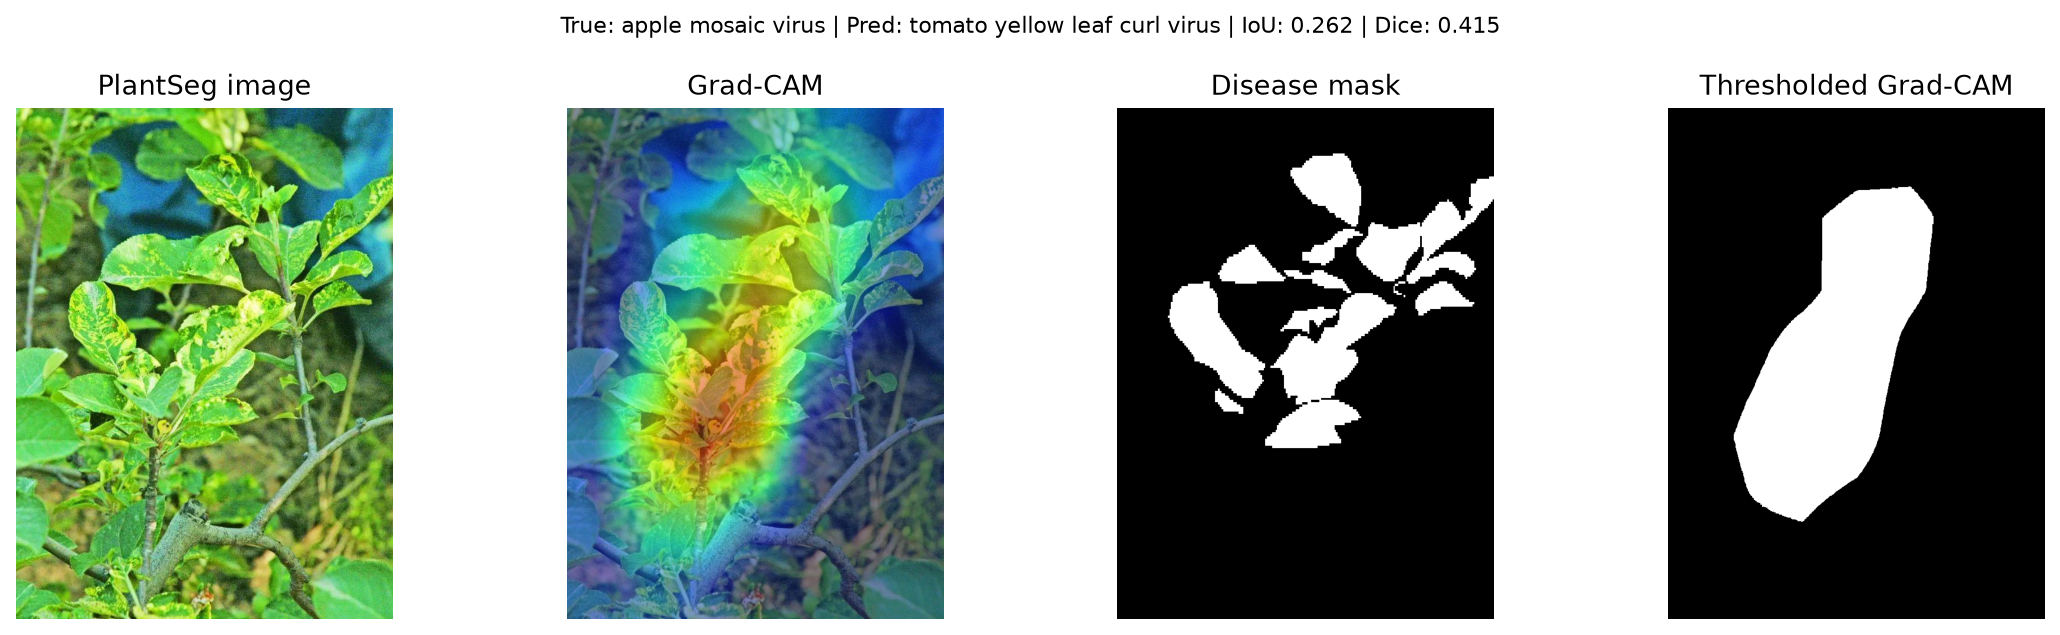 True: apple mosaic virus | Pred: tomato yellow leaf curl virus | IoU: 0.262 | Dice: 0.415
PlantSeg image
Grad-CAM
Disease mask
Thresholded Grad-CAM